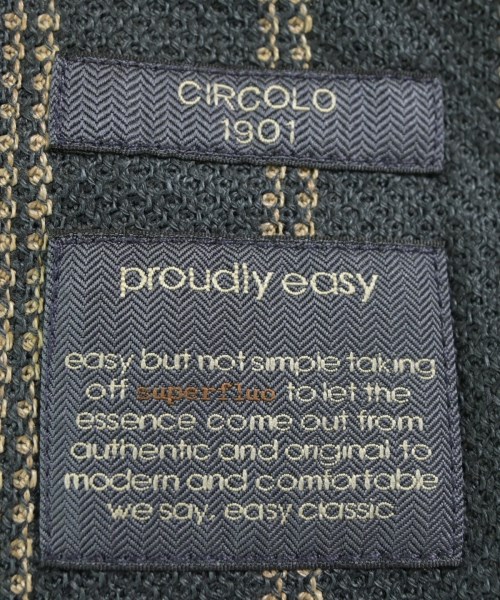 CIRCOLO
1901
proudly easy
easy but not simple taking
off superfluo to let the
essence come out from
authentic and original to
modern and comfortable
we say, easy classic